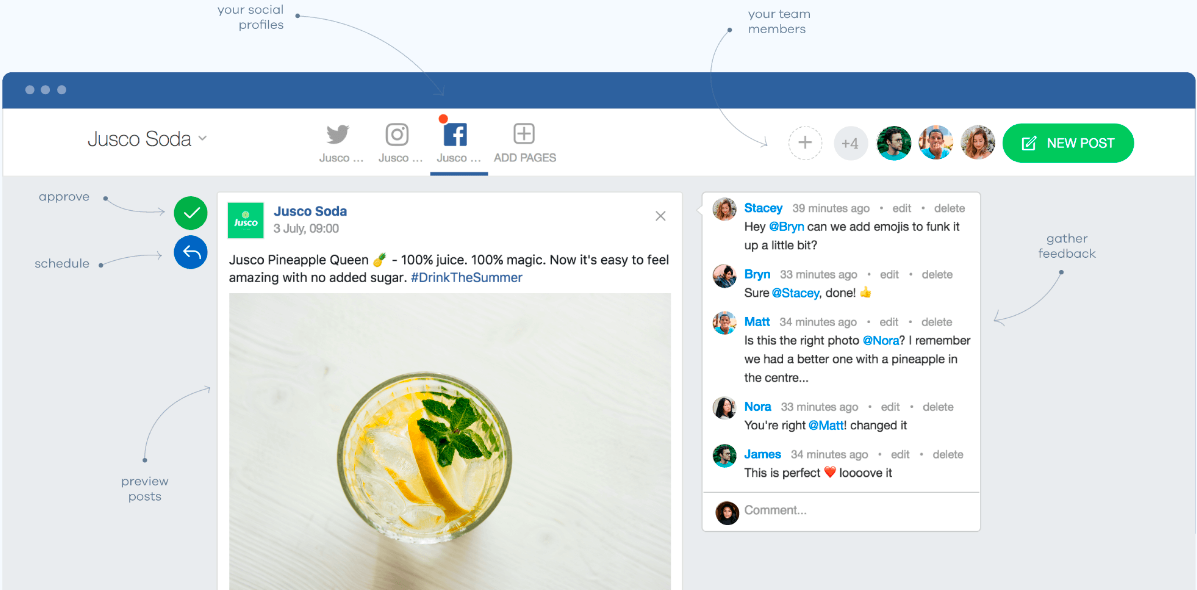 your social
profiles
your team
members
Jusco Soda
Jusco ...
Jusco ...
Jusco ...
ADD PAGES
+4
NEW POST
approve
schedule
preview
posts
Jusco
Jusco Soda
3 July, 09:00
Jusco Pineapple Queen 🍍 - 100% juice. 100% magic. Now it's easy to feel
amazing with no added sugar. #DrinkTheSummer
Stacey 39 minutes ago • edit • delete
Hey @Bryn can we add emojis to funk it
up a little bit?
Bryn 33 minutes ago • edit • delete
Sure @Stacey, done! 👍
Matt 34 minutes ago • edit • delete
Is this the right photo @Nora? I remember
we had a better one with a pineapple in
the centre...
Nora 33 minutes ago • edit • delete
You're right @Matt! changed it
James 34 minutes ago • edit • delete
This is perfect ❤️ loooove it
Comment...
gather
feedback